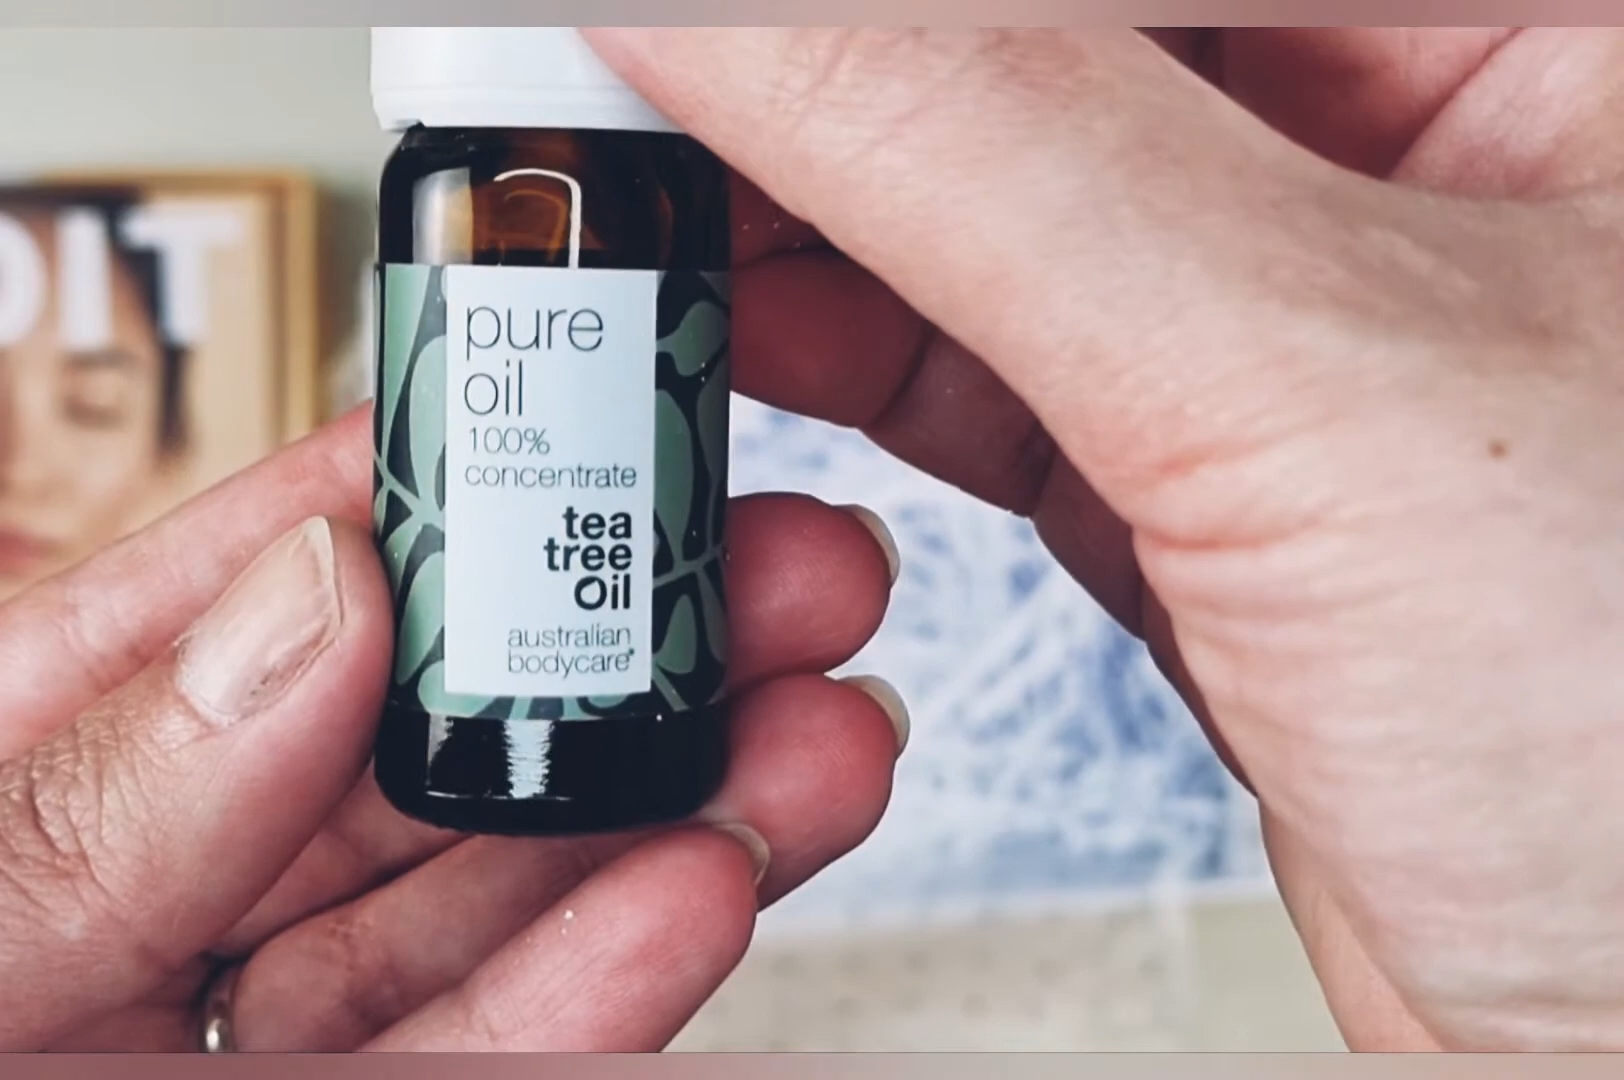 pure
oil
100%
concentrate
tea
tree
Oil
australian
bodycare